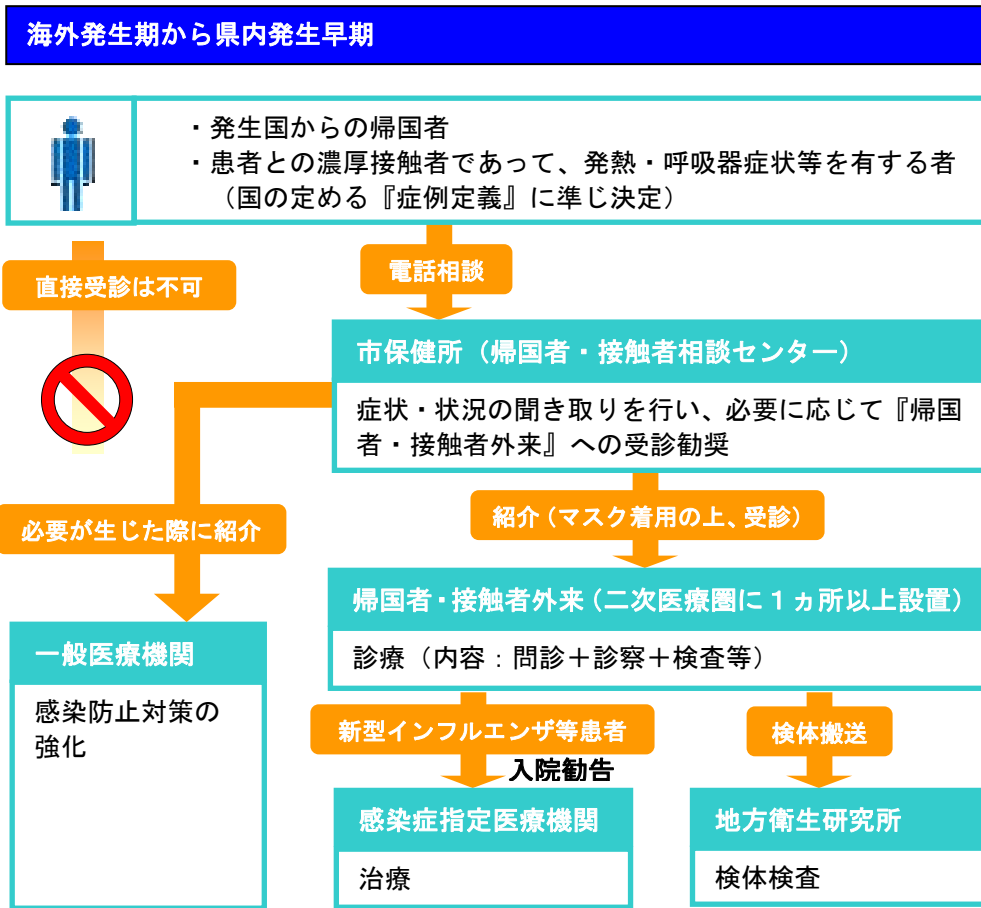 海外発生期から県内発生早期
・発生国からの帰国者
・患者との濃厚接触者であって、発熱・呼吸器症状等を有する者
（国の定める『症例定義』に準じ決定）
直接受診は不可
電話相談
市保健所（帰国者・接触者相談センター）
症状・状況の聞き取りを行い、必要に応じて『帰国
者・接触者外来』への受診勧奨
必要が生じた際に紹介
紹介（マスク着用の上、受診）
帰国者・接触者外来（二次医療圏に１ヵ所以上設置）
診療（内容：問診＋診察＋検査等）
一般医療機関
感染防止対策の
強化
新型インフルエンザ等患者
検体搬送
入院勧告
感染症指定医療機関
治療
地方衛生研究所
検体検査